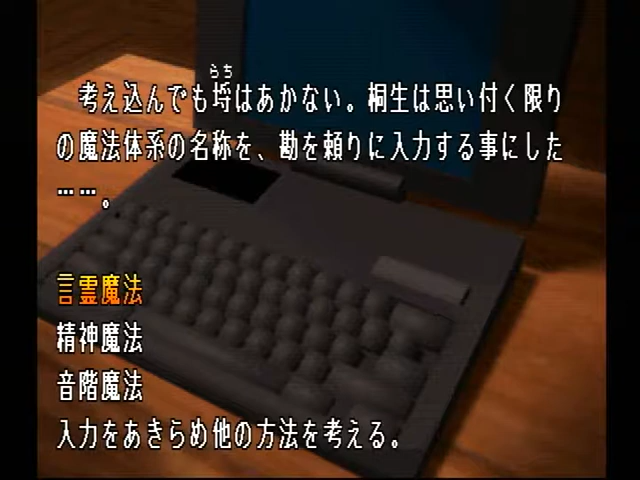 らち
考え込んでも埒はあかない。桐生は思い付く限り
の魔法体系の名称を、勘を頼りに入力する事にした
……。
言霊魔法
精神魔法
音階魔法
入力をあきらめ他の方法を考える。